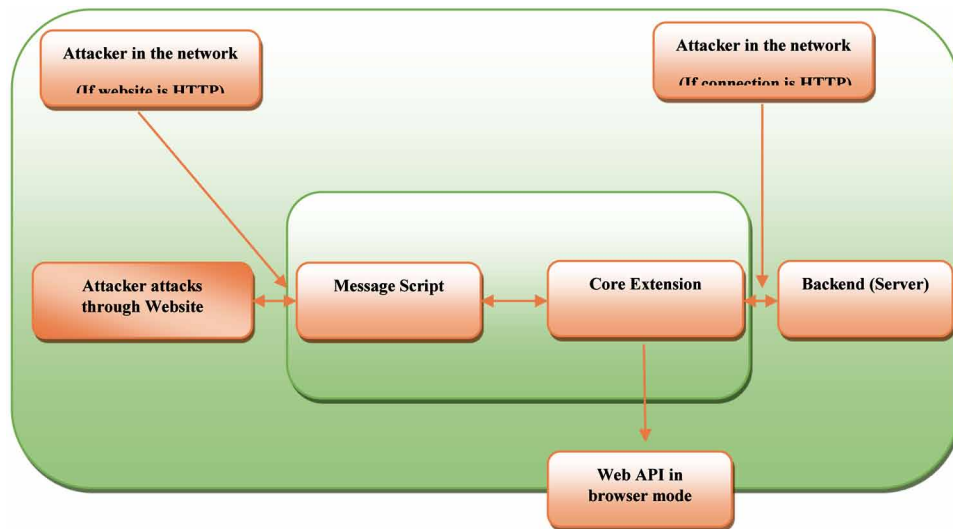 Attacker in the network
(If website is HTTP)
Attacker in the network
(If connection is HTTP)
Attacker attacks
through Website
Message Script
Core Extension
Backend (Server)
Web API in
browser mode